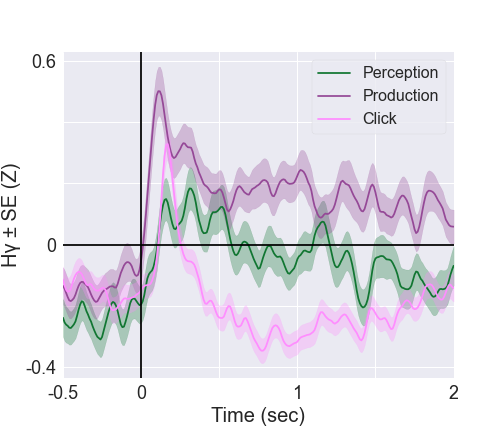 0.6
0
-0.4
Hγ ± SE (Z)
Perception
Production
Click
-0.5
0
1
2
Time (sec)